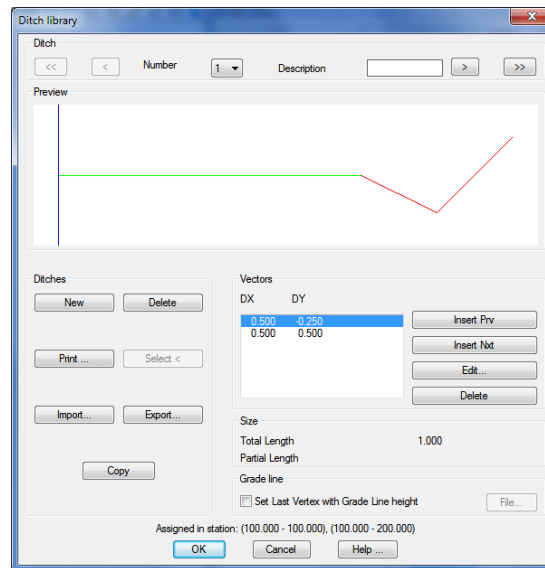 Ditch library
Ditch
<< < Number 1 Description > >>
Preview
Ditches
New Delete
Print ... Select <
Import... Export...
Copy
Vectors
DX DY
0.500 -0.250
0.500 0.500
Insert Prv
Insert Nxt
Edit...
Delete
Size
Total Length 1.000
Partial Length
Grade line
Set Last Vertex with Grade Line height File...
Assigned in station: (100.000 - 100.000), (100.000 - 200.000)
OK Cancel Help ...